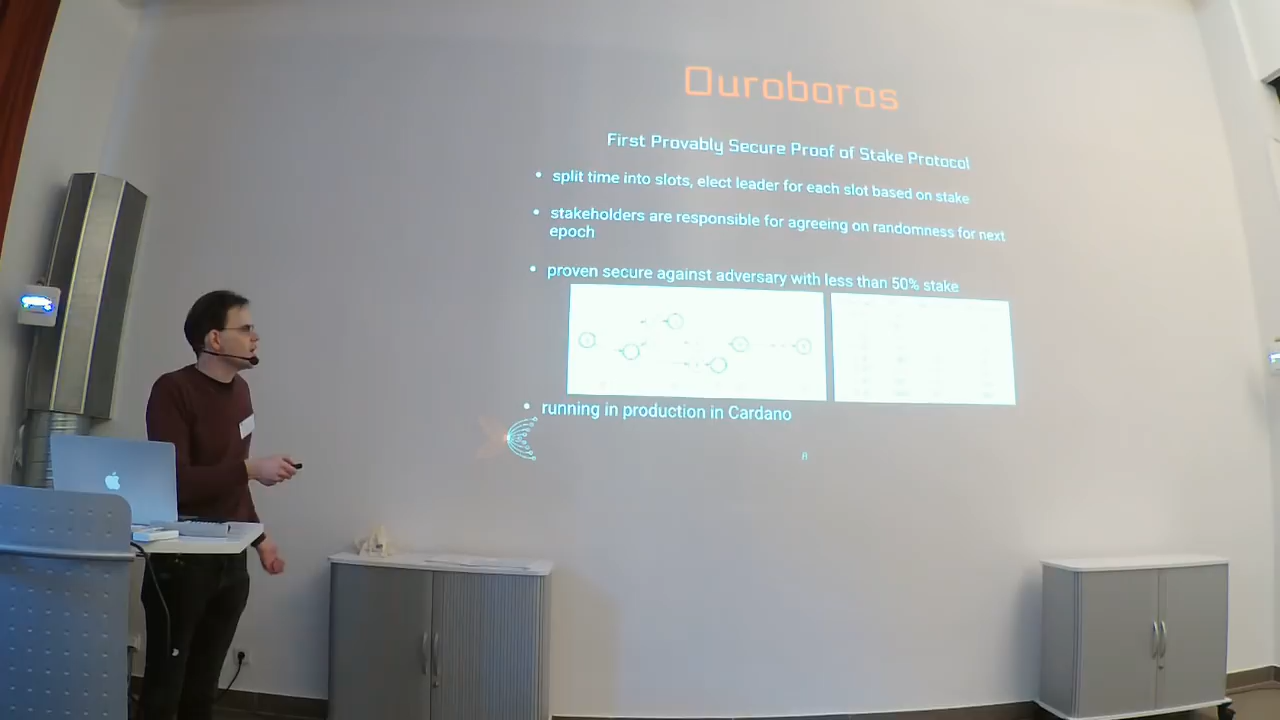 Ouroboros
First Provably Secure Proof of Stake Protocol
• split time into slots, elect leader for each slot based on stake
• stakeholders are responsible for agreeing on randomness for next
epoch
• proven secure against adversary with less than 50% stake
• running in production in Cardano